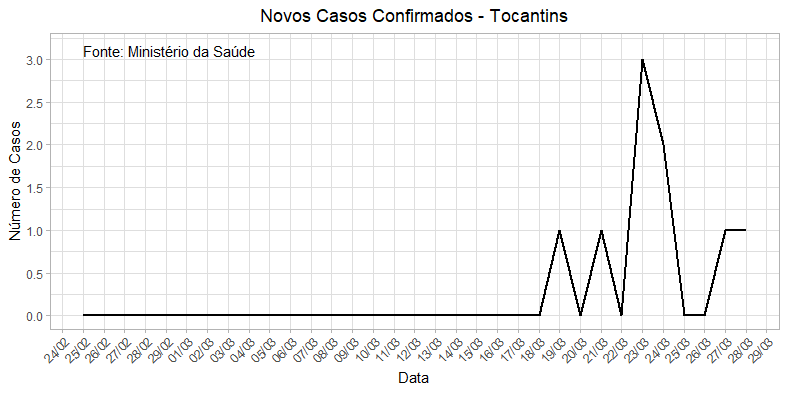 Novos Casos Confirmados - Tocantins
Fonte: Ministério da Saúde
Número de Casos
3.0
2.5
2.0
1.5
1.0
0.5
0.0
24/02 25/02 26/02 27/02 28/02 29/02 01/03 02/03 03/03 04/03 05/03 06/03 07/03 08/03 09/03 10/03 11/03 12/03 13/03 14/03 15/03 16/03 17/03 18/03 19/03 20/03 21/03 22/03 23/03 24/03 25/03 26/03 27/03 28/03 29/03
Data